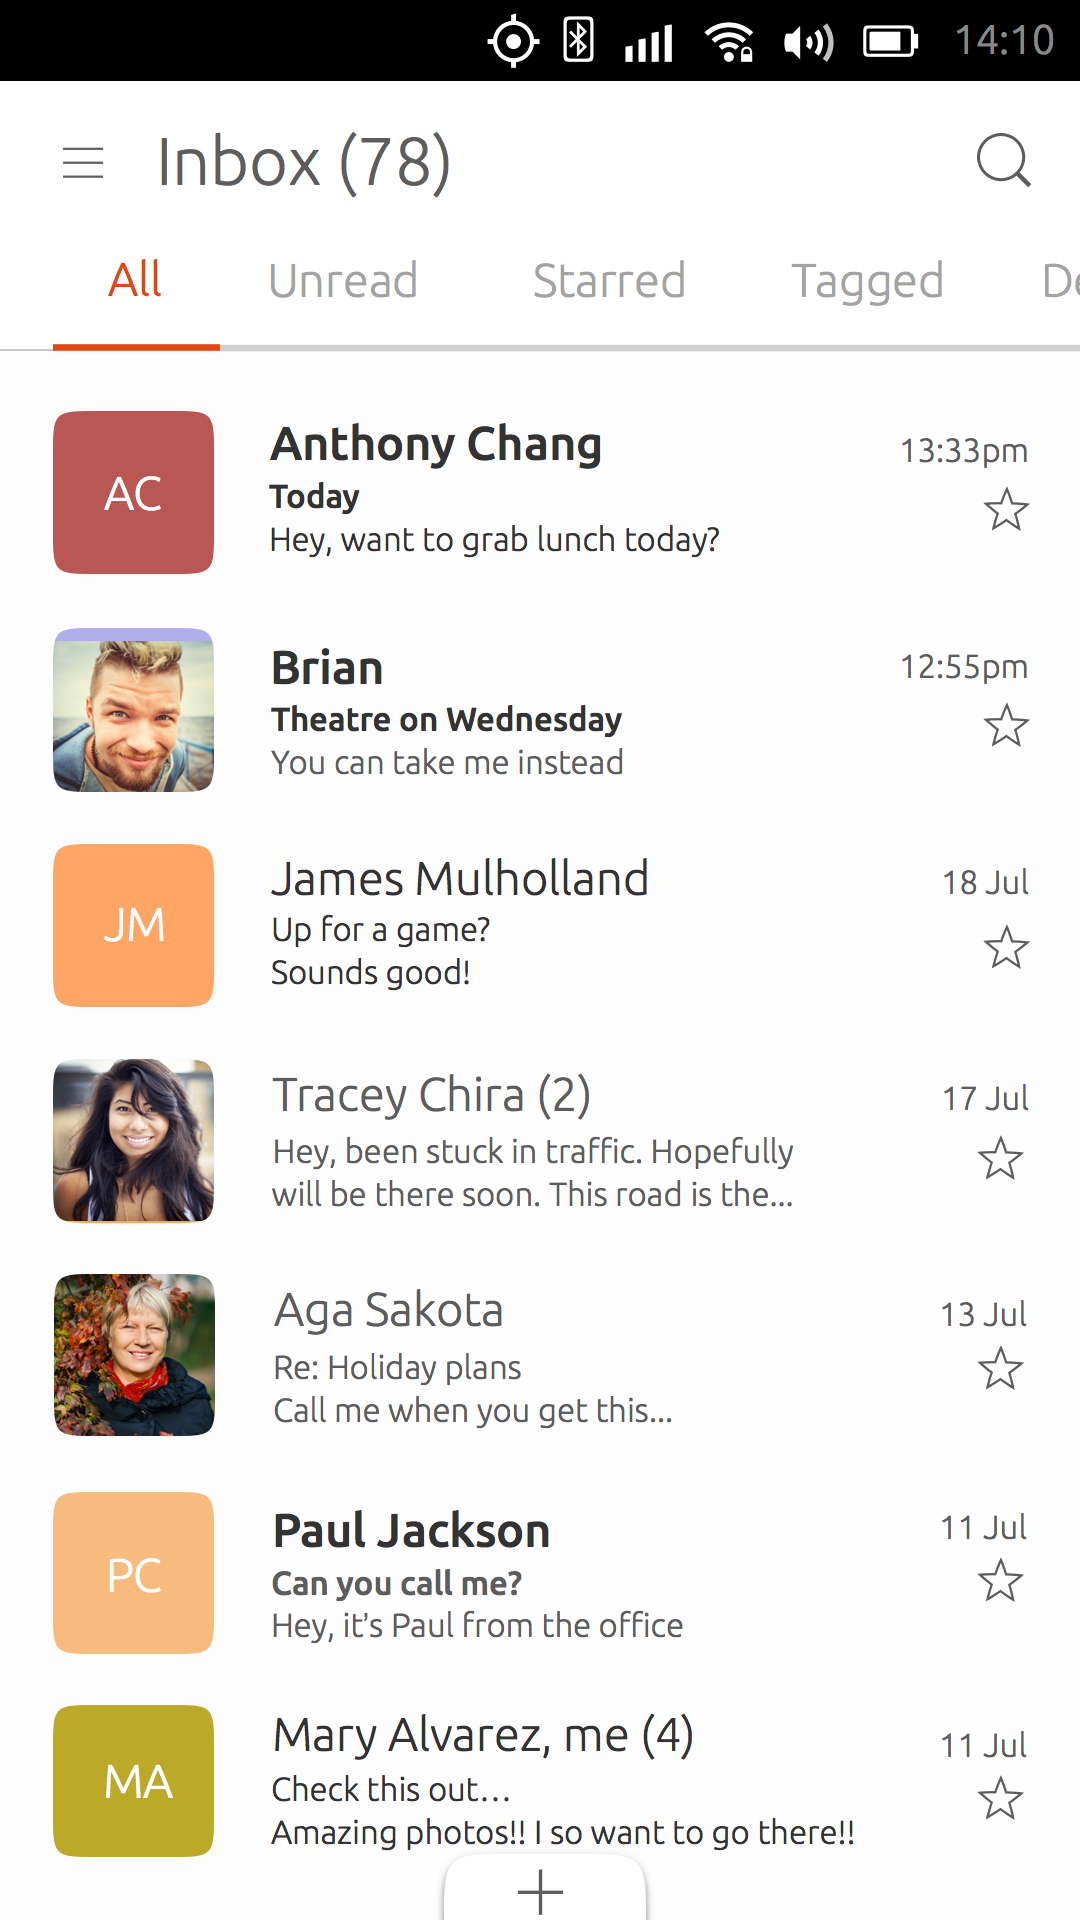 14:10
Inbox (78)
All Unread Starred Tagged De
AC
Anthony Chang
13:33pm
Today
Hey, want to grab lunch today?
Brian
12:55pm
Theatre on Wednesday
You can take me instead
JM
James Mulholland
18 Jul
Up for a game?
Sounds good!
Tracey Chira (2)
17 Jul
Hey, been stuck in traffic. Hopefully
will be there soon. This road is the...
Aga Sakota
13 Jul
Re: Holiday plans
Call me when you get this...
PC
Paul Jackson
11 Jul
Can you call me?
Hey, it’s Paul from the office
MA
Mary Alvarez, me (4)
11 Jul
Check this out…
Amazing photos!! I so want to go there!!